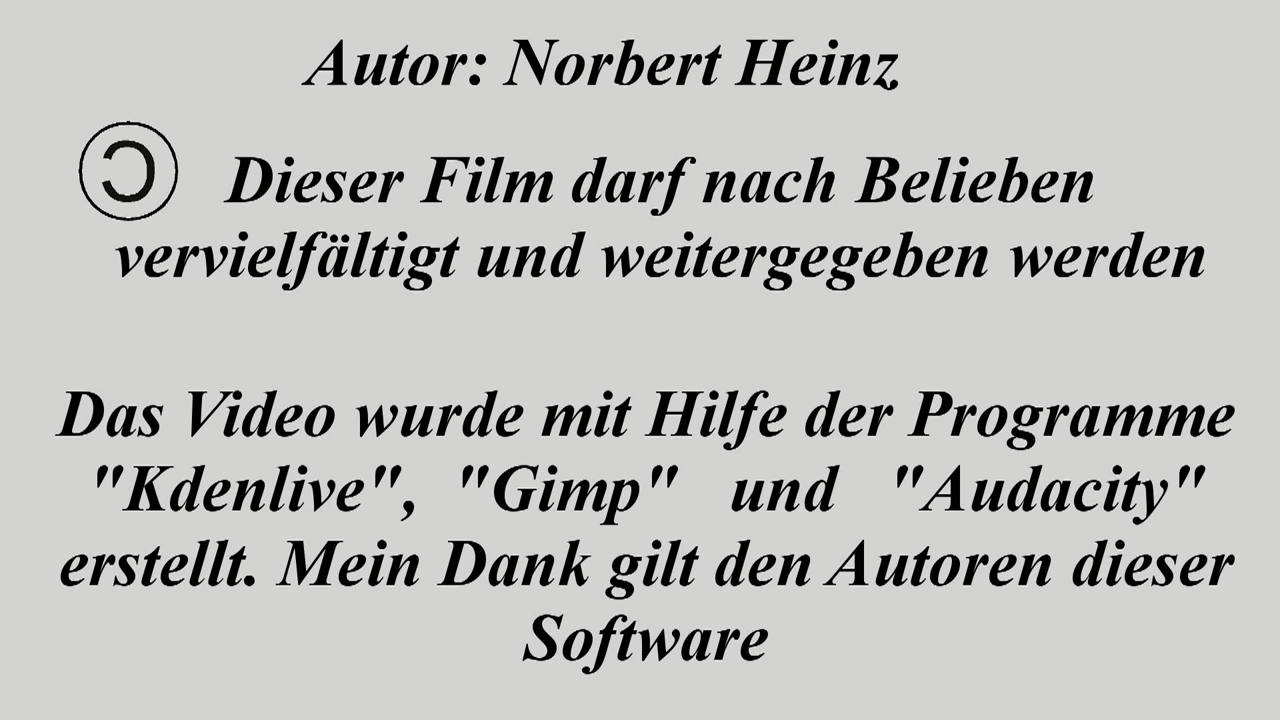 Autor: Norbert Heinz
Dieser Film darf nach Belieben
vervielfältigt und weitergegeben werden
Das Video wurde mit Hilfe der Programme
"Kdenlive", "Gimp" und "Audacity"
erstellt. Mein Dank gilt den Autoren dieser
Software